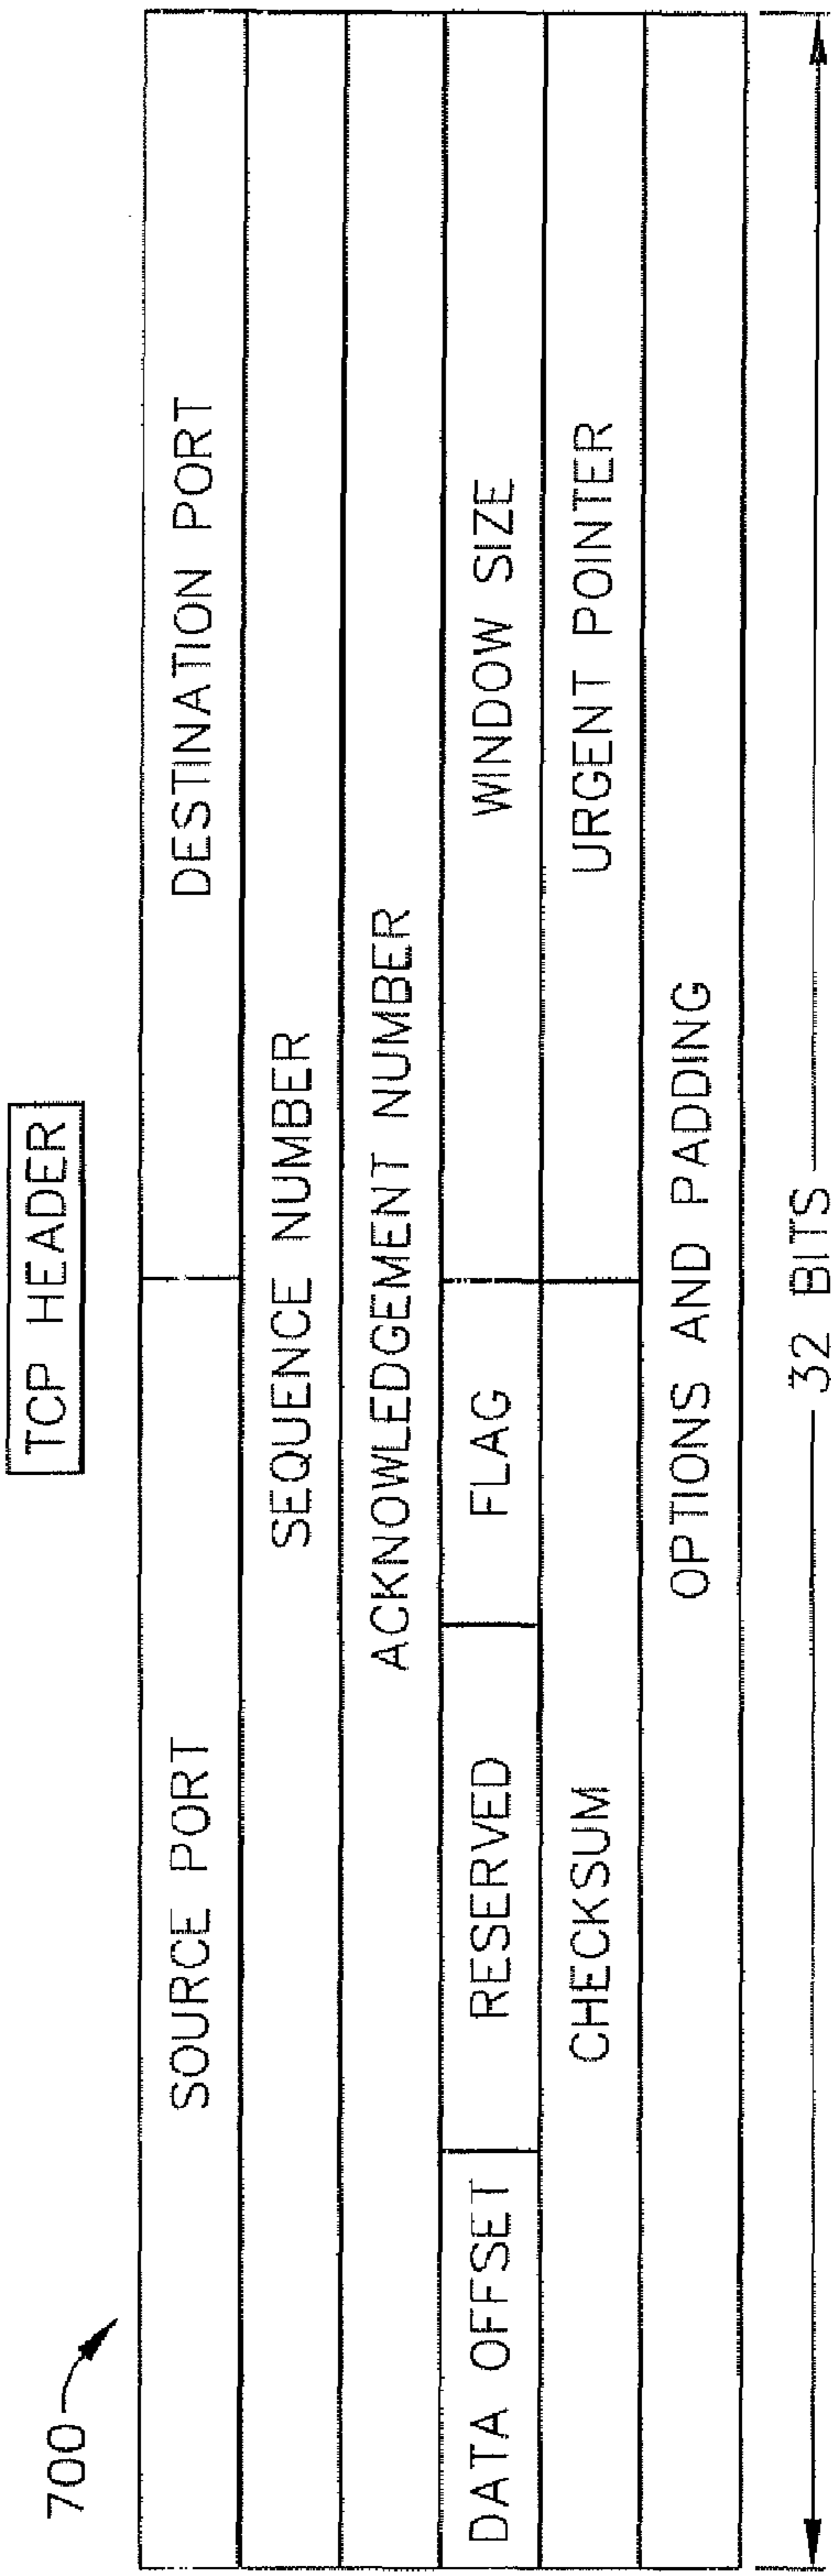 TCP HEADER
700
SOURCE PORT DESTINATION PORT
SEQUENCE NUMBER
ACKNOWLEDGEMENT NUMBER
DATA OFFSET RESERVED FLAG WINDOW SIZE
CHECKSUM URGENT POINTER
OPTIONS AND PADDING
32 BITS